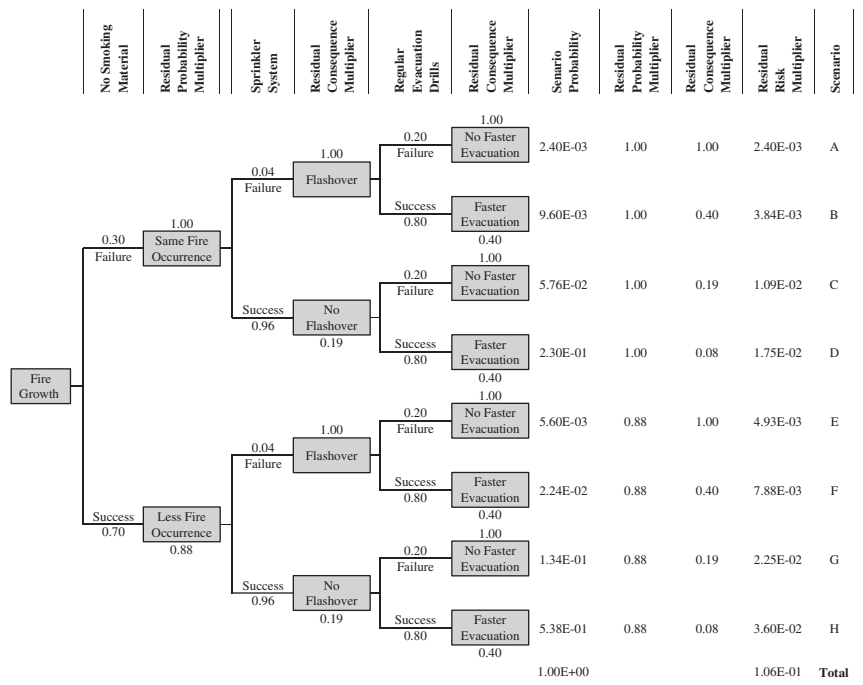 No Smoking
Material
Residual
Probability
Multiplier
Sprinkler
System
Residual
Consequence
Multiplier
Regular
Evacuation
Drills
Residual
Consequence
Multiplier
Senario
Probability
Residual
Probability
Multiplier
Residual
Consequence
Multiplier
Residual
Risk
Multiplier
Scenario
1.00
0.20
Failure
No Faster
Evacuation
2.40E-03 1.00 1.00 2.40E-03 A
1.00
0.04
Failure
Flashover
Success
0.80
Faster
Evacuation
0.40
9.60E-03 1.00 0.40 3.84E-03 B
1.00
0.30
Failure
Same Fire
Occurrence
1.00
0.20
Failure
No Faster
Evacuation
5.76E-02 1.00 0.19 1.09E-02 C
Success
0.96
No
Flashover
0.19
Success
0.80
Faster
Evacuation
0.40
2.30E-01 1.00 0.08 1.75E-02 D
Fire
Growth
1.00
0.20
Failure
No Faster
Evacuation
5.60E-03 0.88 1.00 4.93E-03 E
1.00
0.04
Failure
Flashover
Success
0.80
Faster
Evacuation
0.40
2.24E-02 0.88 0.40 7.88E-03 F
Success
0.70
Less Fire
Occurrence
0.88
1.00
0.20
Failure
No Faster
Evacuation
1.34E-01 0.88 0.19 2.25E-02 G
Success
0.96
No
Flashover
0.19
Success
0.80
Faster
Evacuation
0.40
5.38E-01 0.88 0.08 3.60E-02 H
1.00E+00 1.06E-01 Total